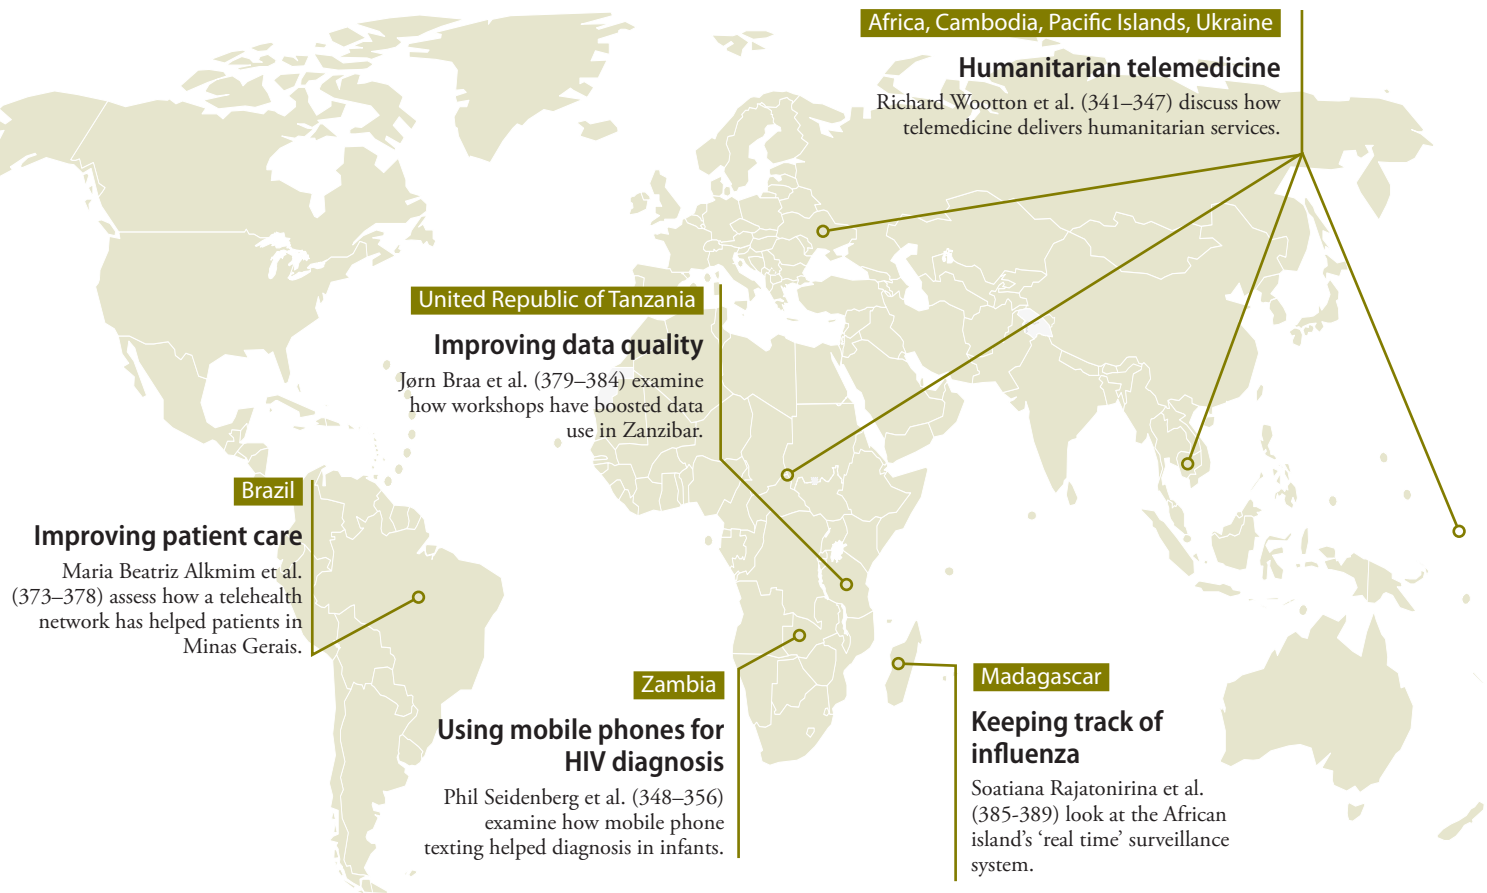 Africa, Cambodia, Pacific Islands, Ukraine
Humanitarian telemedicine
Richard Wootton et al. (341–347) discuss how
telemedicine delivers humanitarian services.
United Republic of Tanzania
Improving data quality
Jørn Braa et al. (379–384) examine
how workshops have boosted data
use in Zanzibar.
Brazil
Improving patient care
Maria Beatriz Alkmim et al.
(373–378) assess how a telehealth
network has helped patients in
Minas Gerais.
Zambia
Using mobile phones for
HIV diagnosis
Phil Seidenberg et al. (348–356)
examine how mobile phone
texting helped diagnosis in infants.
Madagascar
Keeping track of
influenza
Soatiana Rajatonirina et al.
(385-389) look at the African
island’s ‘real time’ surveillance
system.